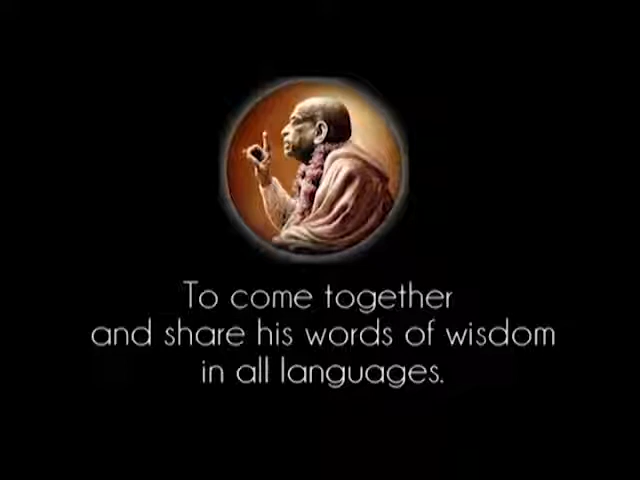 To come together
and share his words of wisdom
in all languages.